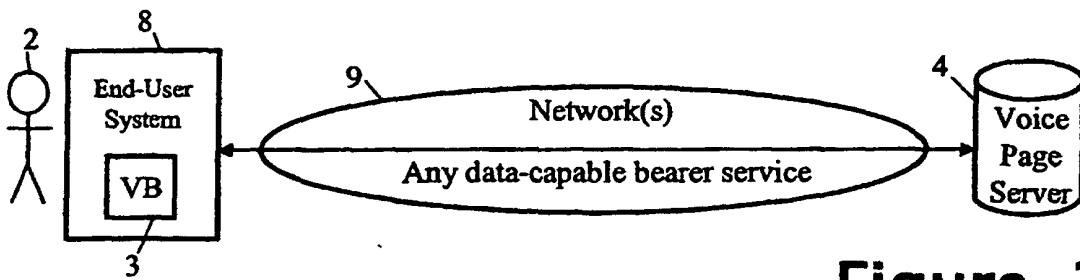 2
8
End-User
System
VB
3
9
Network(s)
Any data-capable bearer service
4
Voice
Page
Server
Figure